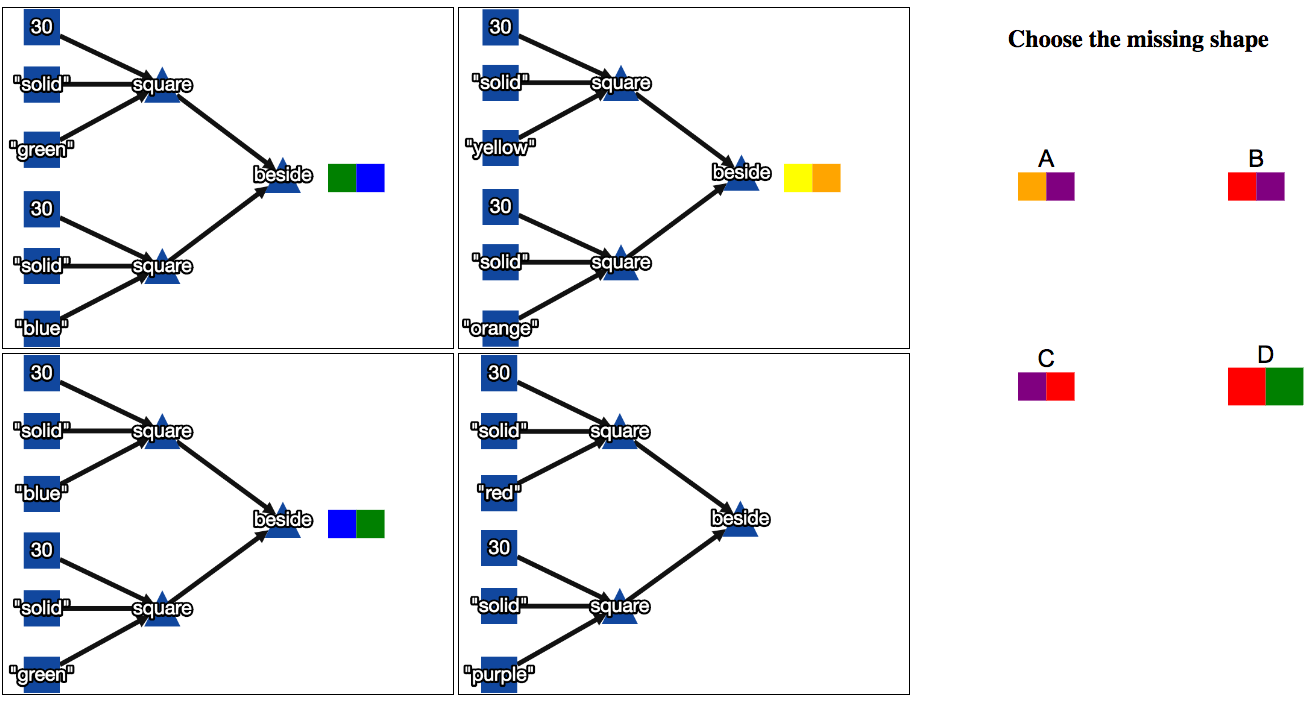 30
"solid"
square
"green"
beside
30
"solid"
square
"blue"
30
"solid"
square
"yellow"
beside
30
"solid"
square
"orange"
30
"solid"
square
"blue"
beside
30
"solid"
square
"green"
30
"solid"
square
"red"
beside
30
"solid"
square
"purple"
Choose the missing shape
A
B
C
D